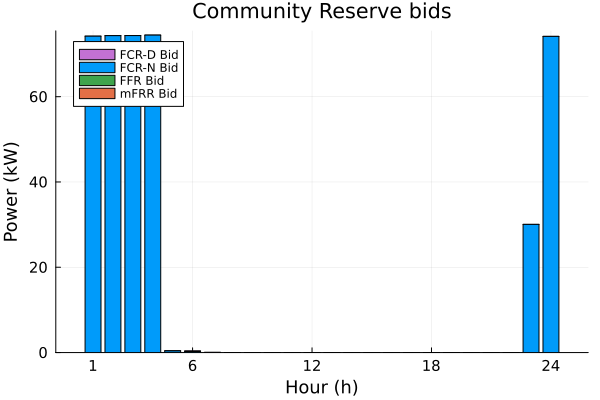 Community Reserve bids
FCR-D Bid
FCR-N Bid
FFR Bid
mFRR Bid
60
40
20
0
Power (kW)
1 6 12 18 24
Hour (h)